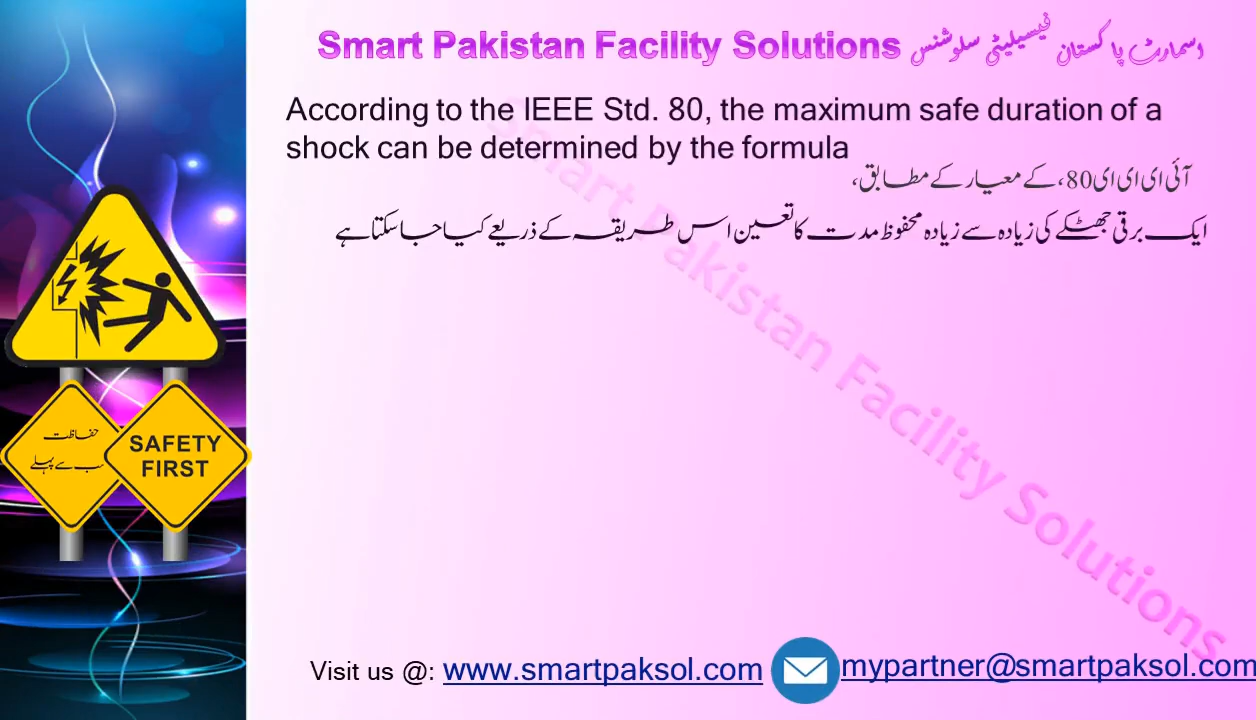 Smart Pakistan Facility Solutions اسمارٹ پاکستان فیسیلیٹی سلوشنس
According to the IEEE Std. 80, the maximum safe duration of a
shock can be determined by the formula
آئی ای ای ای80،کے معیار کے مطابق،
ایک برقی جھٹکے کی زیادہ سے زیادہ محفوظ مدت کا تعین اس طریقہ کے ذریعے کیا جا سکتا ہے
Smart Pakistan Facility Solutions
حفاظت
سب سے پہلے
SAFETY
FIRST
Visit us @: www.smartpaksol.com mypartner@smartpaksol.com